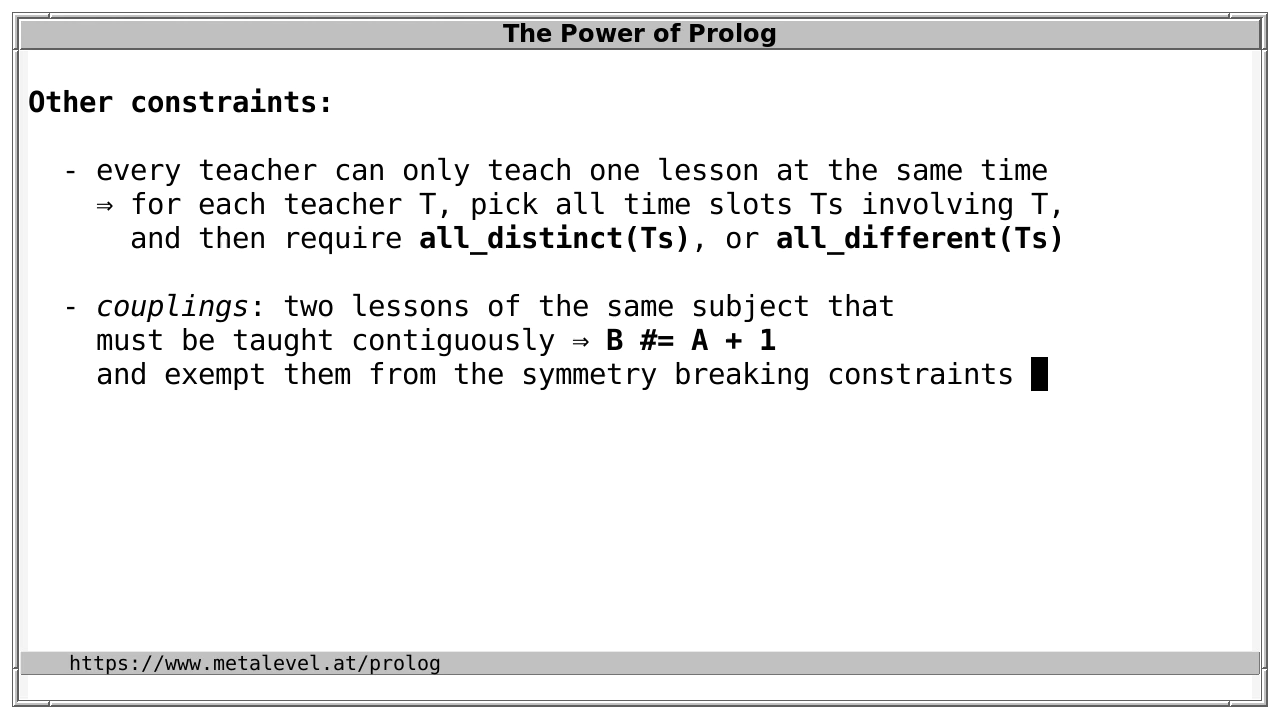 The Power of Prolog
Other constraints:
- every teacher can only teach one lesson at the same time
⇒ for each teacher T, pick all time slots Ts involving T,
and then require all_distinct(Ts), or all_different(Ts)
- couplings: two lessons of the same subject that
must be taught contiguously ⇒ B #= A + 1
and exempt them from the symmetry breaking constraints
https://www.metalevel.at/prolog